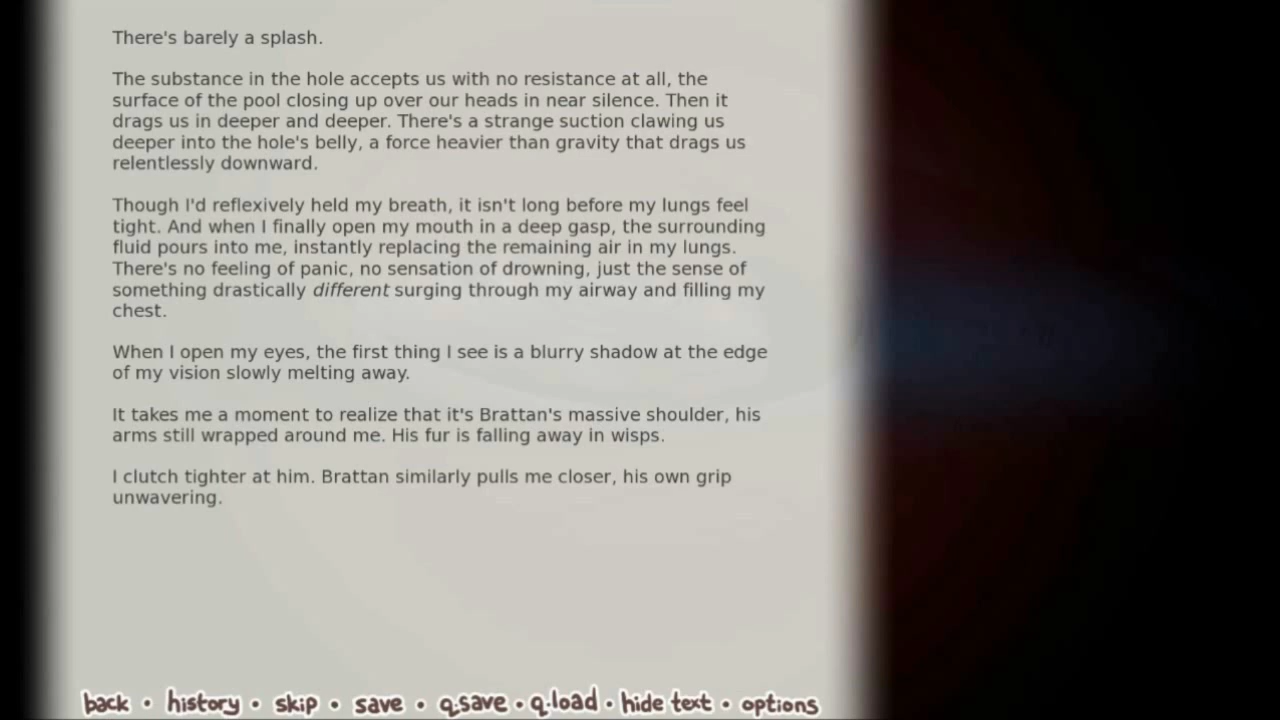 There's barely a splash.
The substance in the hole accepts us with no resistance at all, the
surface of the pool closing up over our heads in near silence. Then it
drags us in deeper and deeper. There's a strange suction clawing us
deeper into the hole's belly, a force heavier than gravity that drags us
relentlessly downward.
Though I'd reflexively held my breath, it isn't long before my lungs feel
tight. And when I finally open my mouth in a deep gasp, the surrounding
fluid pours into me, instantly replacing the remaining air in my lungs.
There's no feeling of panic, no sensation of drowning, just the sense of
something drastically different surging through my airway and filling my
chest.
When I open my eyes, the first thing I see is a blurry shadow at the edge
of my vision slowly melting away.
It takes me a moment to realize that it's Brattan's massive shoulder, his
arms still wrapped around me. His fur is falling away in wisps.
I clutch tighter at him. Brattan similarly pulls me closer, his own grip
unwavering.
back • history • skip • save • q.save • q.load • hide text • options